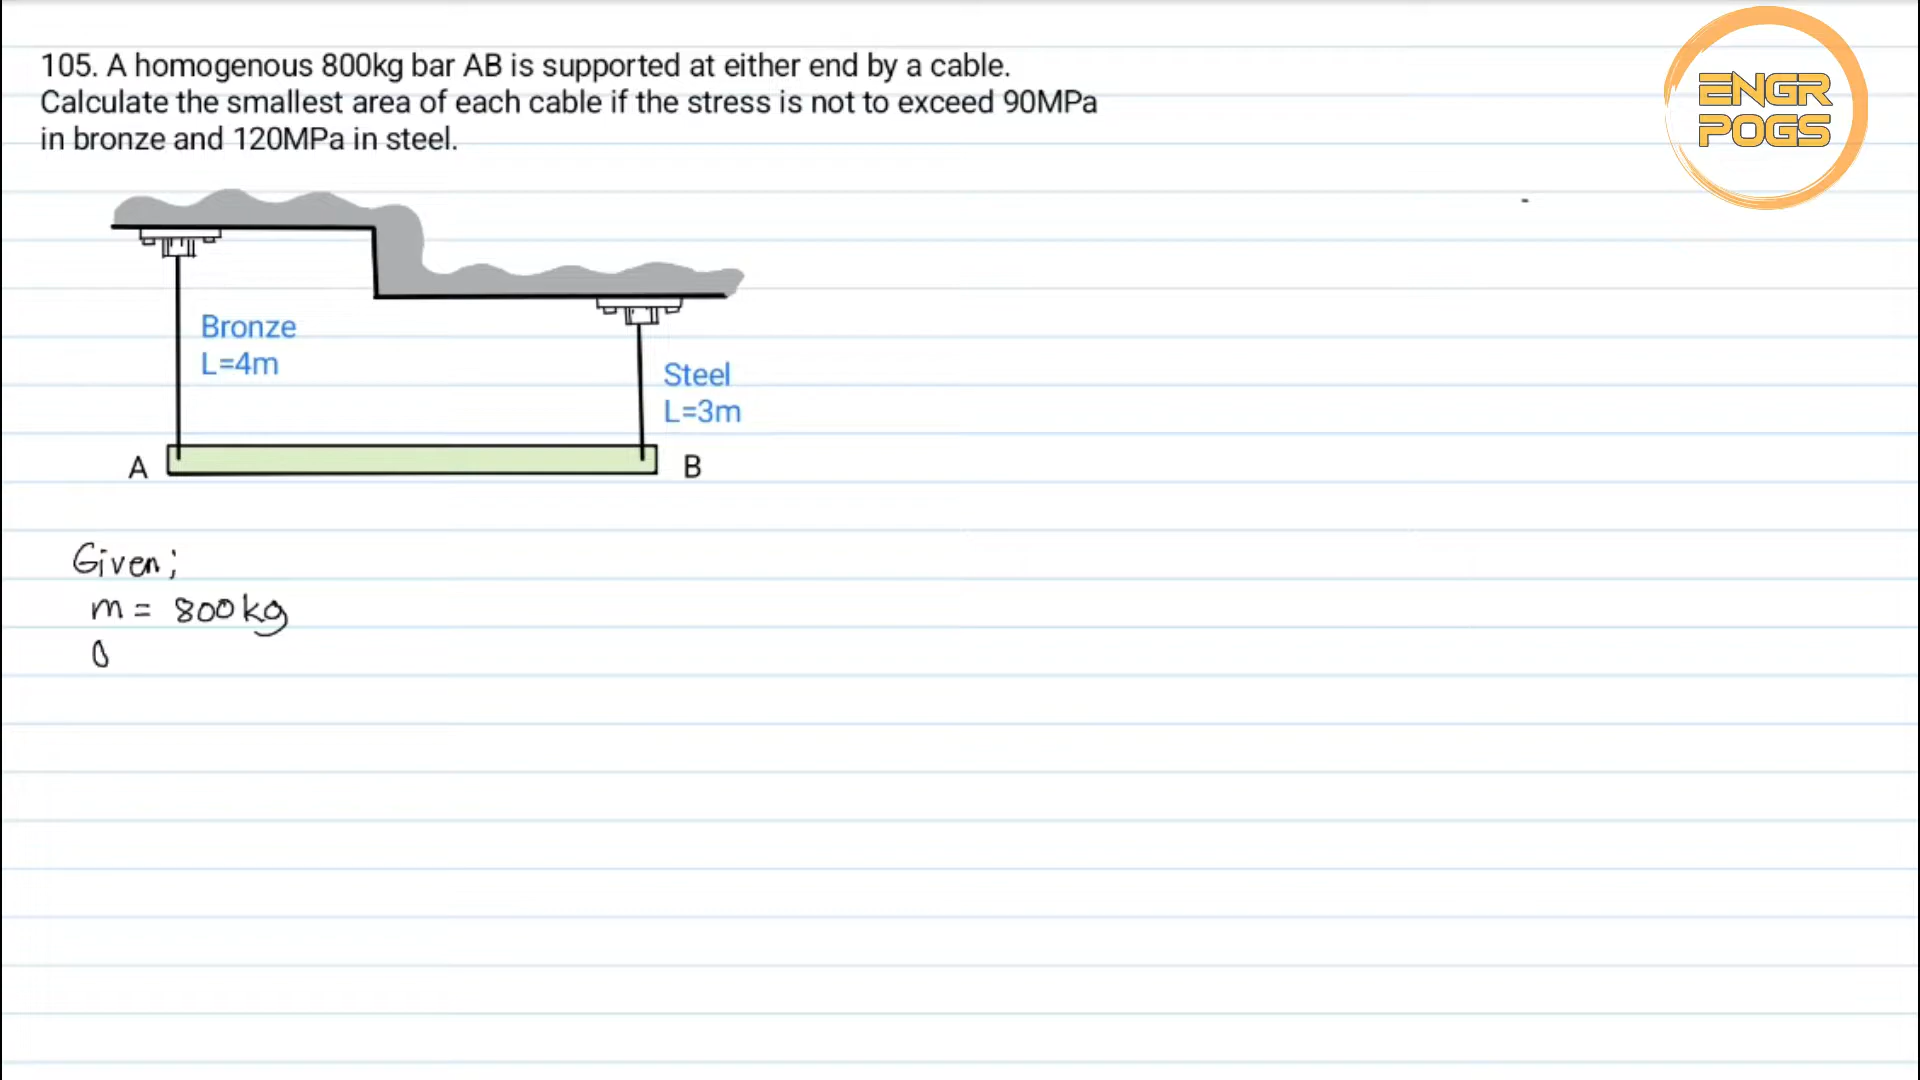 105. A homogenous 800kg bar AB is supported at either end by a cable.
Calculate the smallest area of each cable if the stress is not to exceed 90MPa
in bronze and 120MPa in steel.
ENGR
POGS
Bronze
L=4m
Steel
L=3m
A
B
Given;
m = 800kg